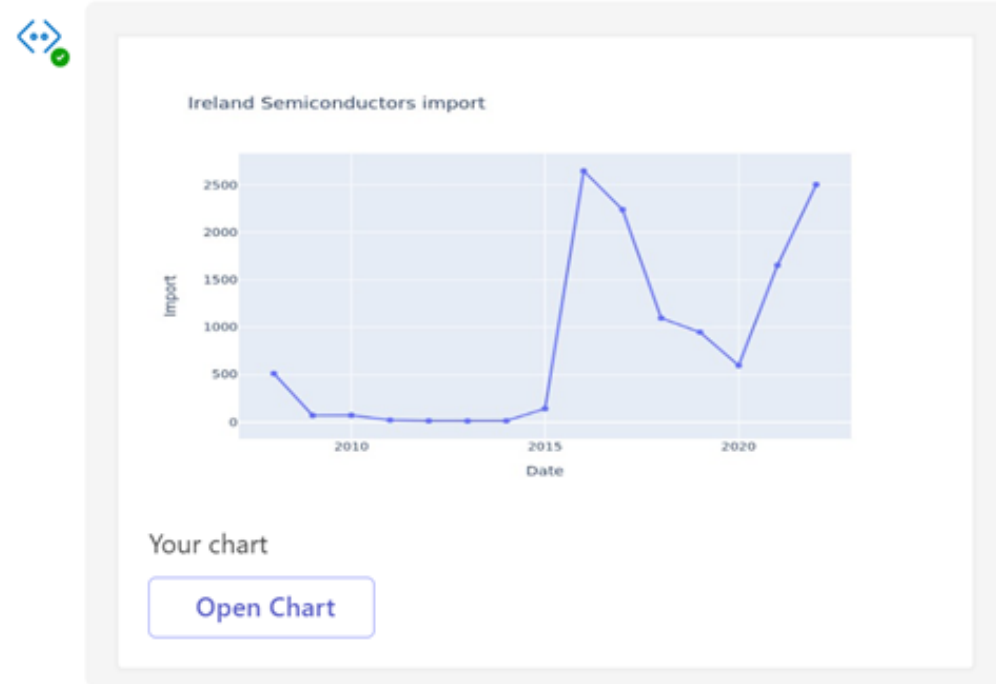 Ireland Semiconductors import
2500
2000
1500
1000
500
0
Import
2010 2015 2020
Date
Your chart
Open Chart